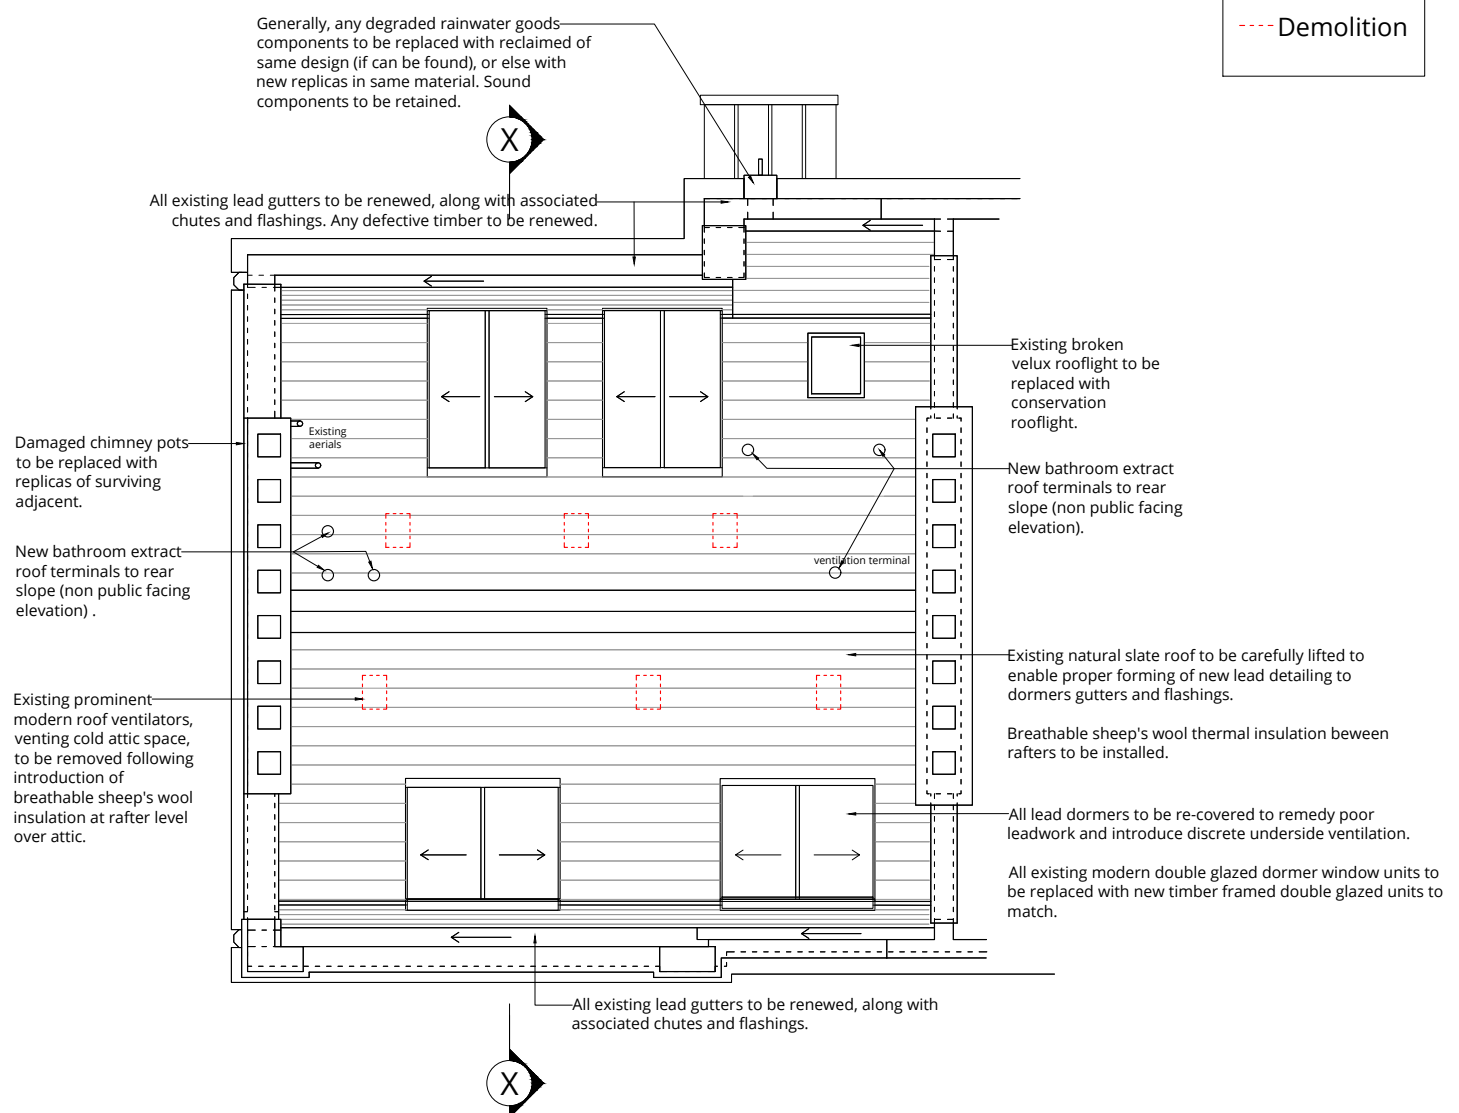 Generally, any degraded rainwater goods
components to be replaced with reclaimed of
same design (if can be found), or else with
new replicas in same material. Sound
components to be retained.
Demolition
X
All existing lead gutters to be renewed, along with associated
chutes and flashings. Any defective timber to be renewed.
Existing broken
velux rooflight to be
replaced with
conservation
rooflight.
Existing
aerials
Damaged chimney pots
to be replaced with
replicas of surviving
adjacent.
New bathroom extract
roof terminals to rear
slope (non public facing
elevation).
New bathroom extract
roof terminals to rear
slope (non public facing
elevation) .
ventilation terminal
Existing natural slate roof to be carefully lifted to
enable proper forming of new lead detailing to
dormers gutters and flashings.
Breathable sheep's wool thermal insulation beween
rafters to be installed.
Existing prominent
modern roof ventilators,
venting cold attic space,
to be removed following
introduction of
breathable sheep's wool
insulation at rafter level
over attic.
All lead dormers to be re-covered to remedy poor
leadwork and introduce discrete underside ventilation.
All existing modern double glazed dormer window units to
be replaced with new timber framed double glazed units to
match.
All existing lead gutters to be renewed, along with
associated chutes and flashings.
X